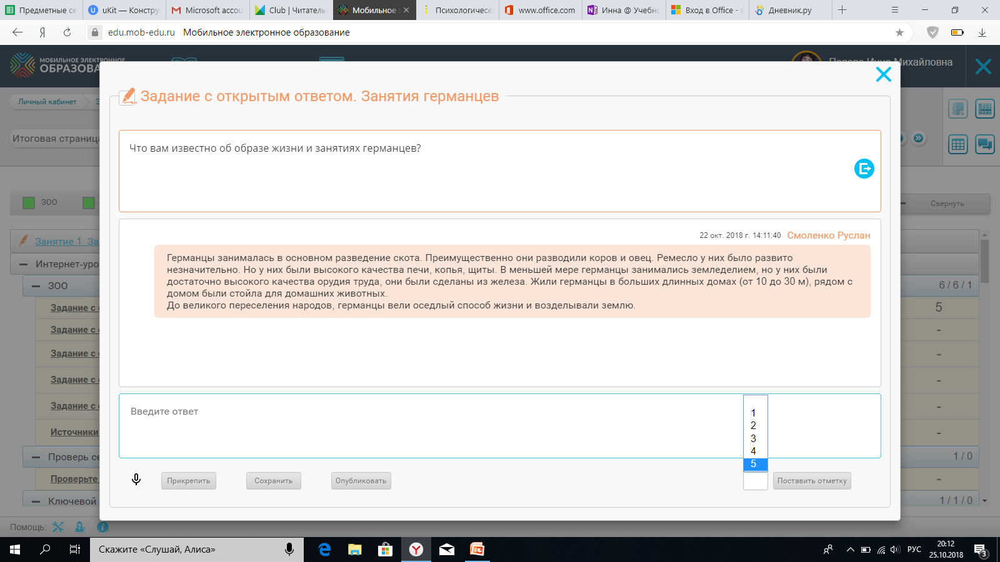 Предметные се
uKit — Констру
Microsoft accou
Club | Читатель
Мобильное э
Психологическ
www.office.com
Инна @ Учебно
Вход в Office - О
Дневник.ру
edu.mob-edu.ru Мобильное электронное образование
МОБИЛЬНОЕ ЭЛЕКТРОННОЕ
ОБРАЗОВА
Михайловна
Личный кабинет
Итоговая страница
Задание с открытым ответом. Занятия германцев
Что вам известно об образе жизни и занятиях германцев?
ЗОО
Свернуть
22 окт. 2018 г. 14:11:40 Смоленко Руслан
Германцы занималась в основном разведение скота. Преимущественно они разводили коров и овец. Ремесло у них было развито
незначительно. Но у них были высокого качества печи, копья, щиты. В меньшей мере германцы занимались земледелием, но у них были
достаточно высокого качества орудия труда, они были сделаны из железа. Жили германцы в больших длинных домах (от 10 до 30 м), рядом с
домом были стойла для домашних животных.
До великого переселения народов, германцы вели оседлый способ жизни и возделывали землю.
Занятие 1. За
Интернет-уро
ЗОО
6 / 6 / 1
Задание с о
5
Задание с о
-
Задание с о
-
Задание с о
-
Задание с о
-
Источники
-
Проверь се
1 / 0
Проверьте
-
Ключевой
1 / 1 / 0
Введите ответ
1
2
3
4
5
Прикрепить
Сохранить
Опубликовать
Поставить отметку
Помощь:
Скажите «Слушай, Алиса»
РУС
20:12
25.10.2018
3